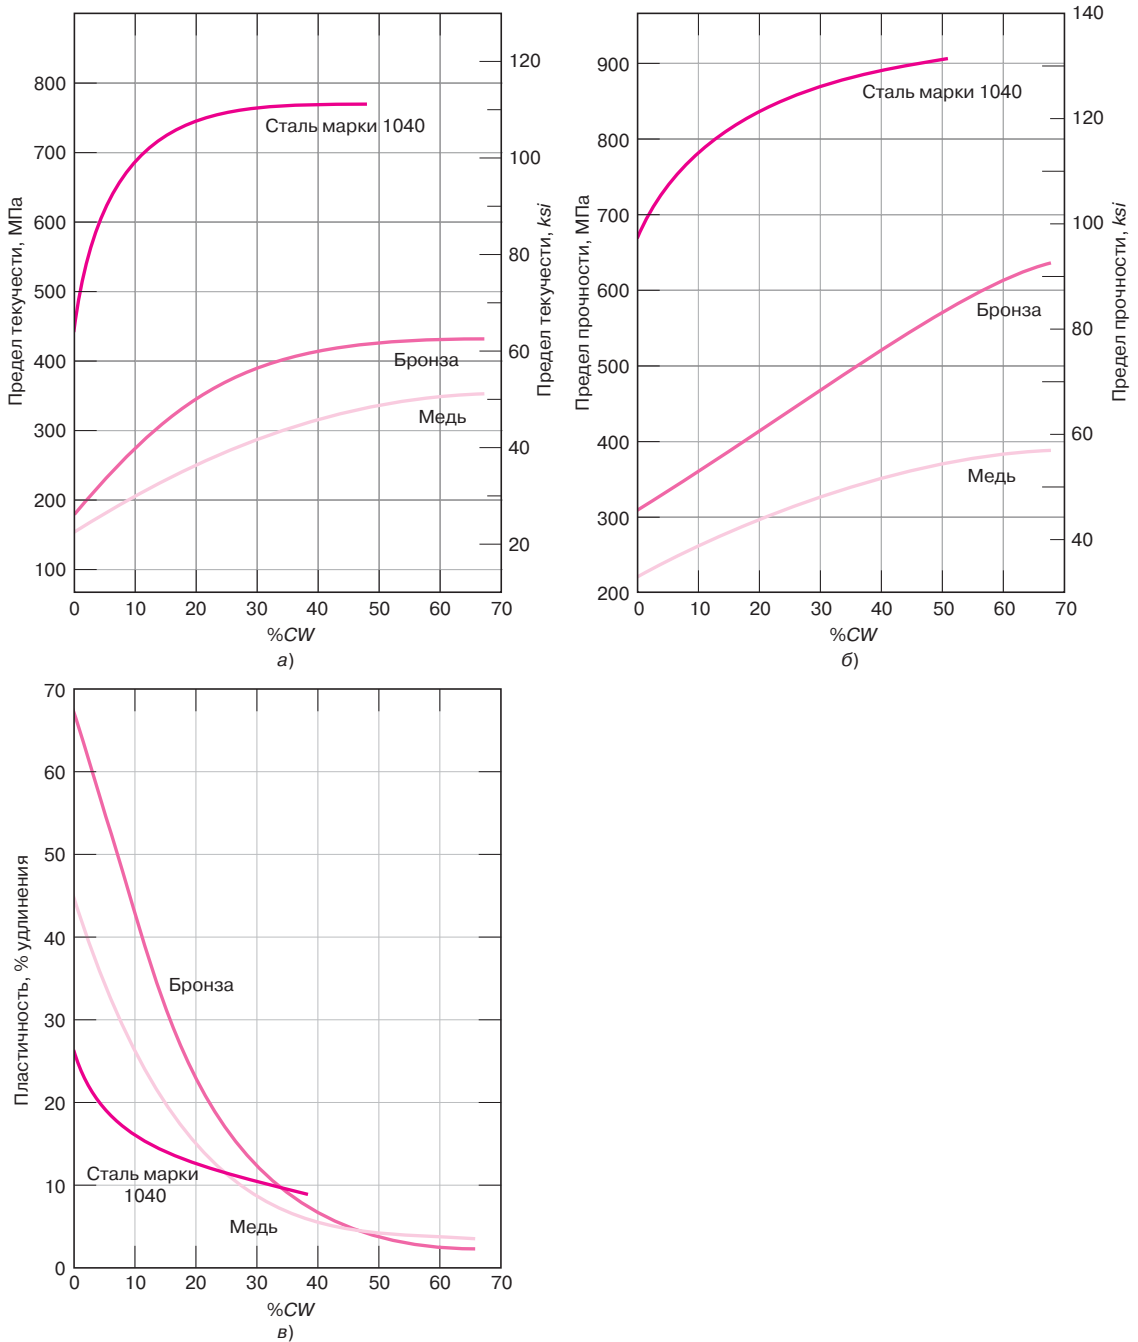 Предел текучести, МПа
800
700
600
500
400
300
200
100
Сталь марки 1040
Бронза
Медь
120
100
80
60
40
20
Предел текучести, ksi
0 10 20 30 40 50 60 70
%CW
а)
Предел прочности, МПа
900
800
700
600
500
400
300
200
Сталь марки 1040
Бронза
Медь
140
120
100
80
60
40
Предел прочности, ksi
0 10 20 30 40 50 60 70
%CW
б)
Пластичность, % удлинения
70
60
50
40
30
20
10
0
Бронза
Сталь марки
1040
Медь
0 10 20 30 40 50 60 70
%CW
в)